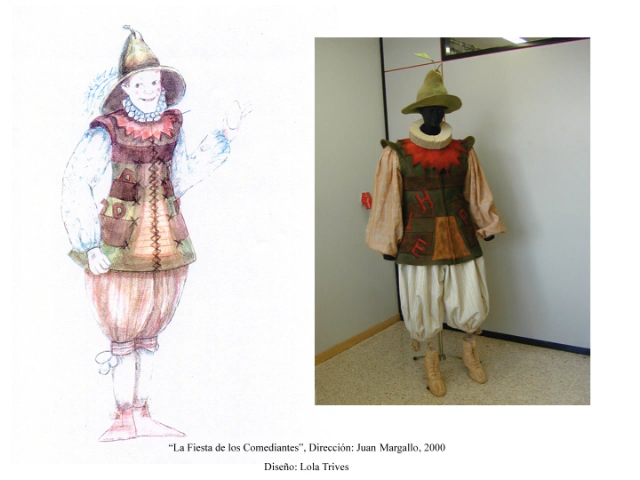 A
D
H
F
P
"La Fiesta de los Comediantes", Dirección: Juan Margallo, 2000
Diseño: Lola Trives